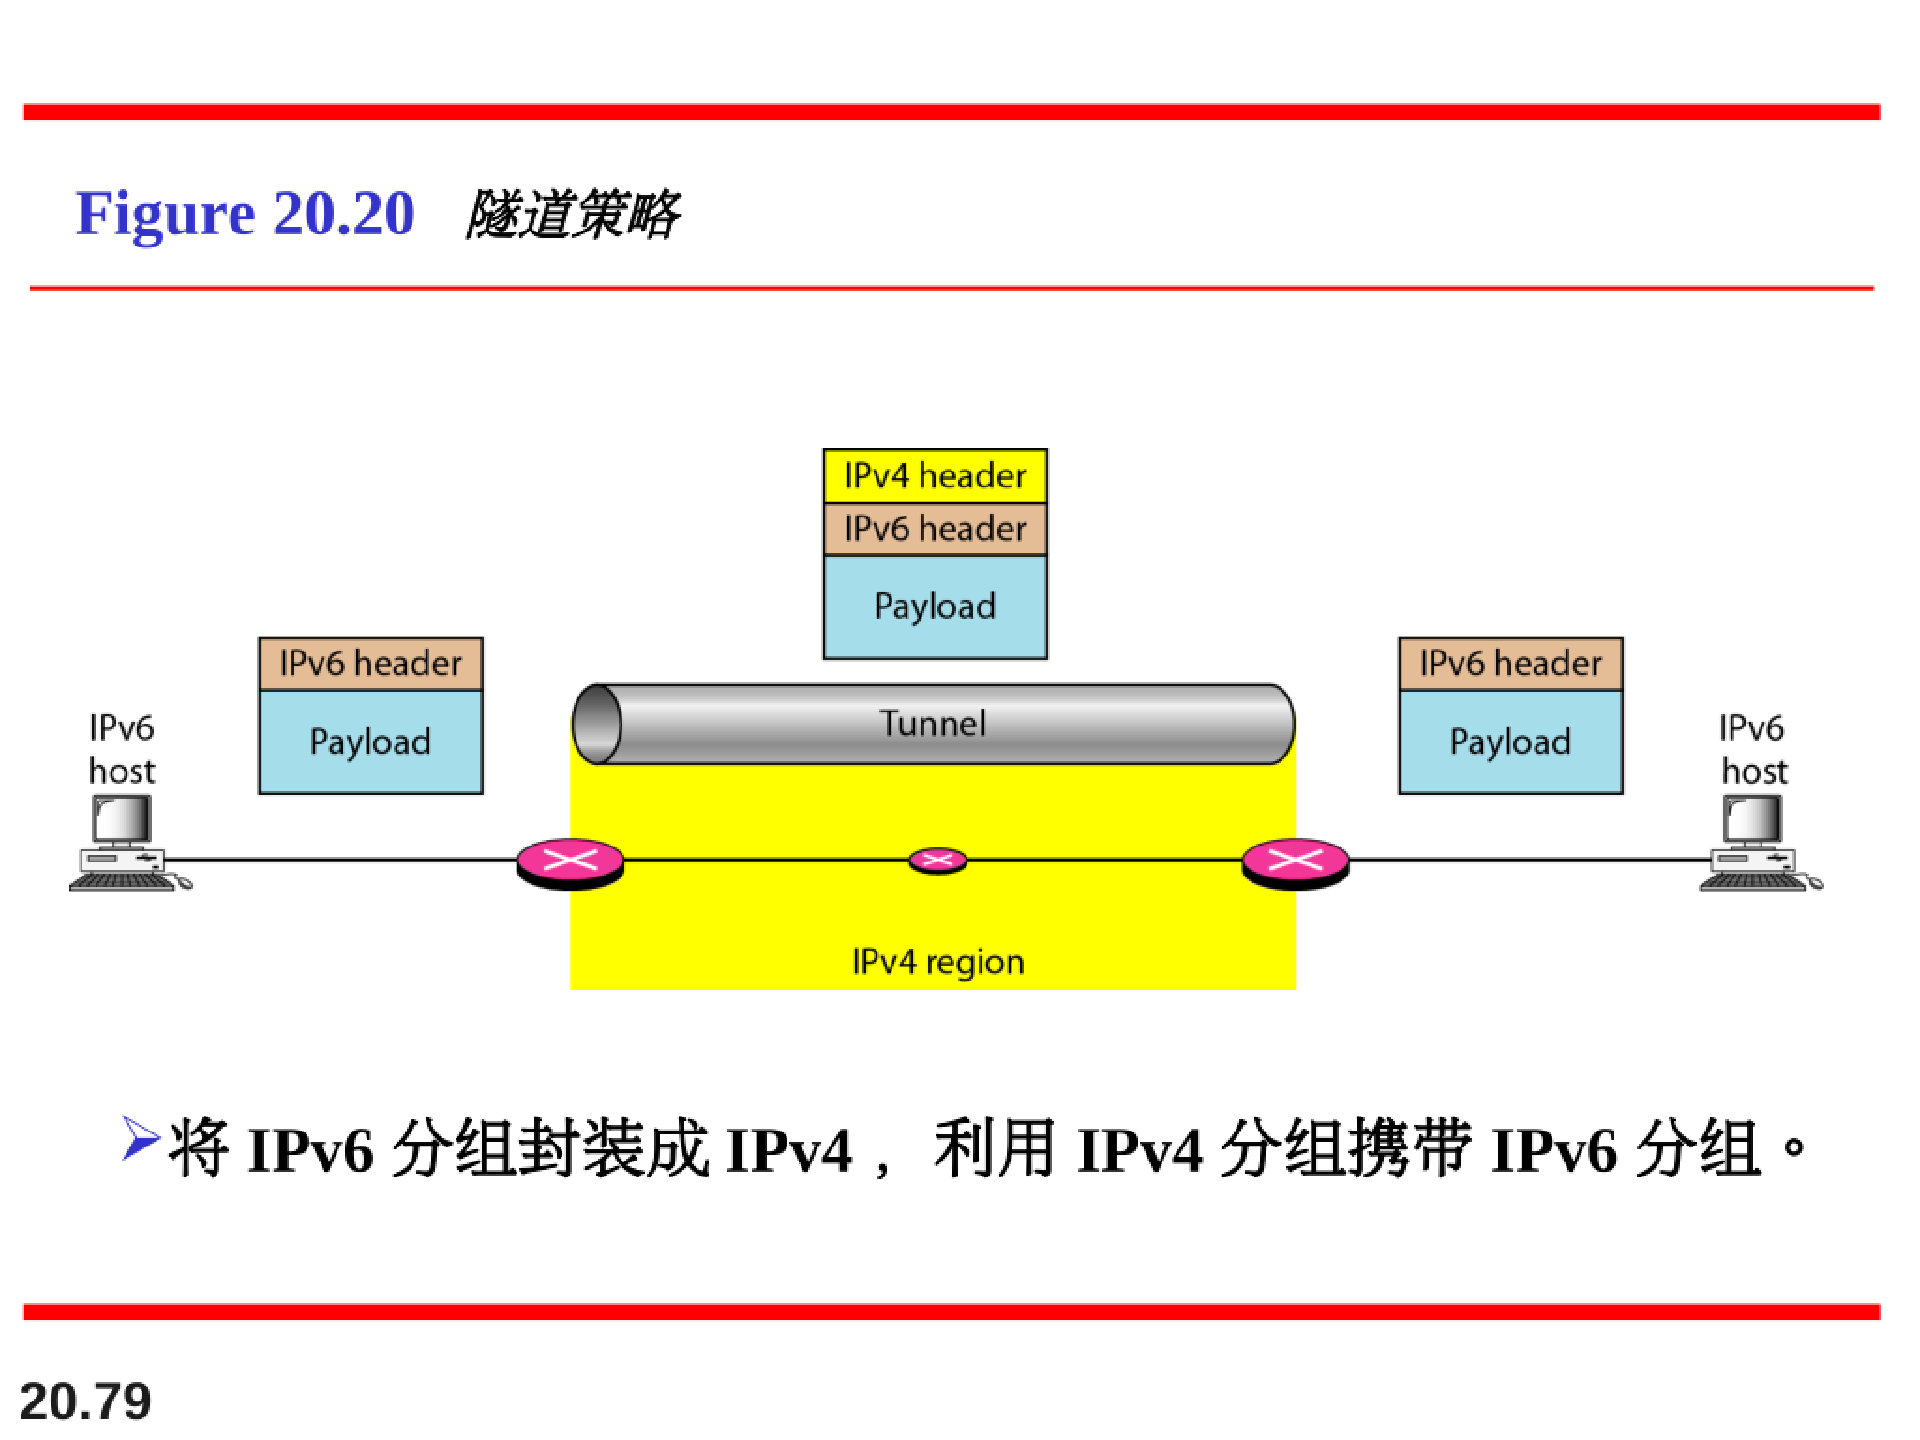 Figure 20.20 隧道策略
IPv4 header
IPv6 header
Payload
IPv6 header
Payload
IPv6 header
Payload
Tunnel
IPv6
host
IPv6
host
IPv4 region
将 IPv6 分组封装成 IPv4， 利用 IPv4 分组携带 IPv6 分组。
20.79